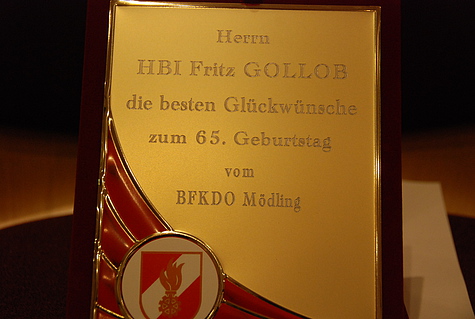 Herrn
HBI Fritz GOLLOB
die besten Glückwünsche
zum 65. Geburtstag
vom
BFKDO Mödling